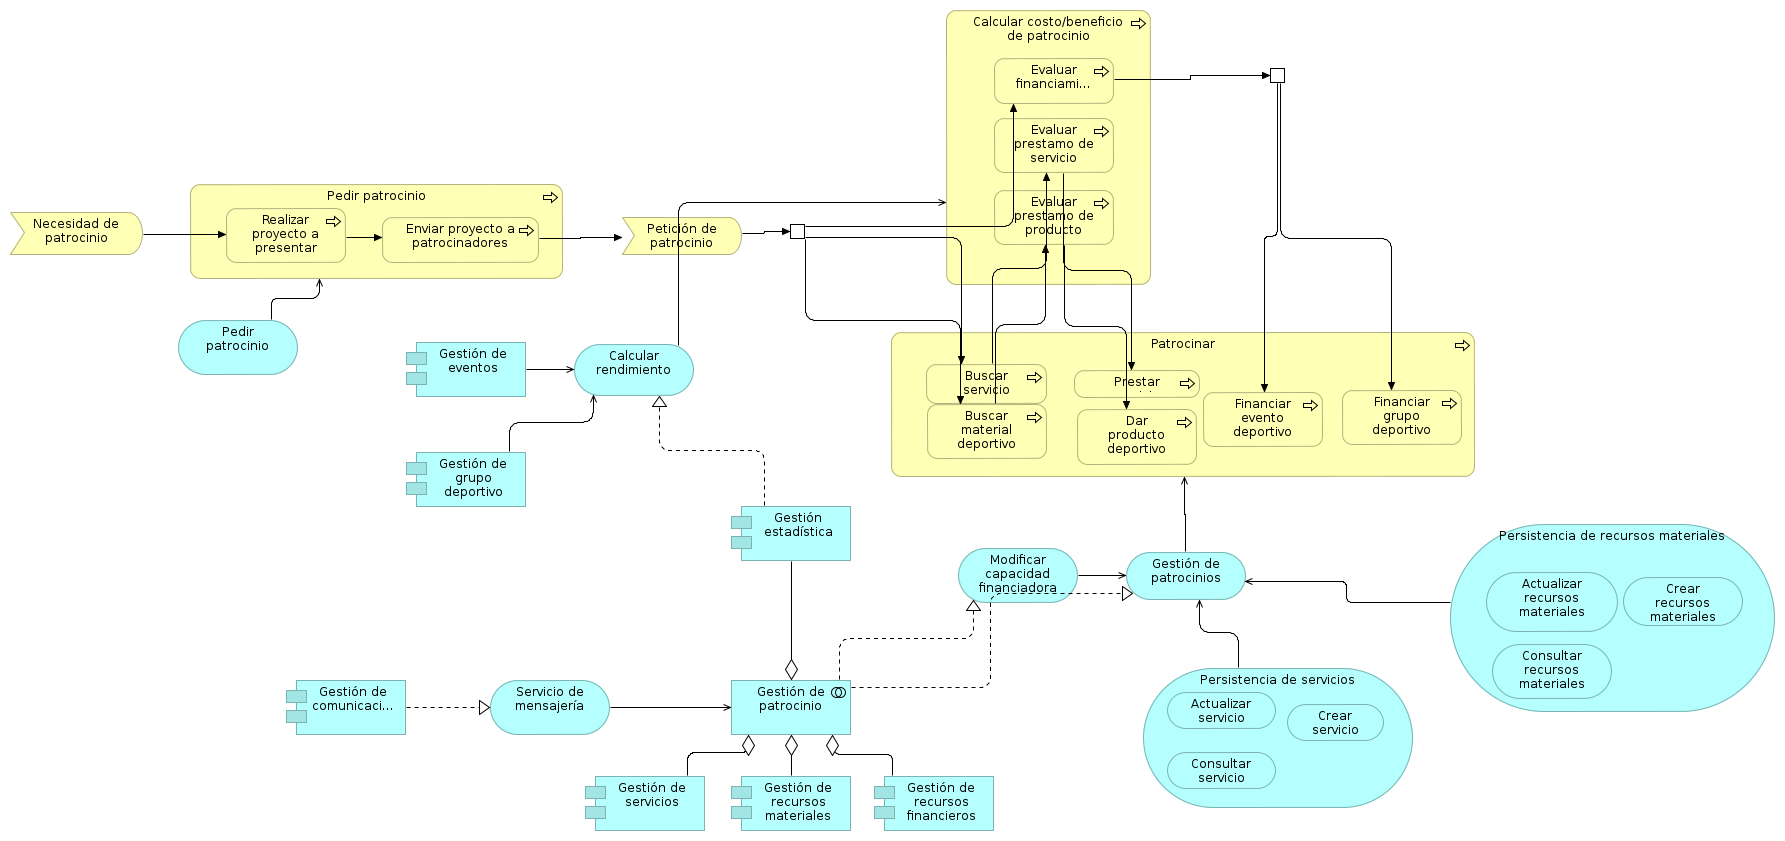 Calcular costo/beneficio
de patrocinio
Evaluar
financiami...
Evaluar
prestamo de
servicio
Evaluar
prestamo de
producto
Necesidad de
patrocinio
Pedir patrocinio
Realizar
proyecto a
presentar
Enviar proyecto a
patrocinadores
Petición de
patrocinio
Pedir
patrocinio
Gestión de
eventos
Calcular
rendimiento
Gestión de
grupo
deportivo
Patrocinar
Buscar
servicio
Buscar
material
deportivo
Prestar
Dar
producto
deportivo
Financiar
evento
deportivo
Financiar
grupo
deportivo
Gestión
estadística
Modificar
capacidad
financiadora
Gestión de
patrocinios
Persistencia de recursos materiales
Actualizar
recursos
materiales
Crear
recursos
materiales
Consultar
recursos
materiales
Gestión de
comunicaci...
Servicio de
mensajería
Gestión de
patrocinio
Persistencia de servicios
Actualizar
servicio
Crear
servicio
Consultar
servicio
Gestión de
servicios
Gestión de
recursos
materiales
Gestión de
recursos
financieros